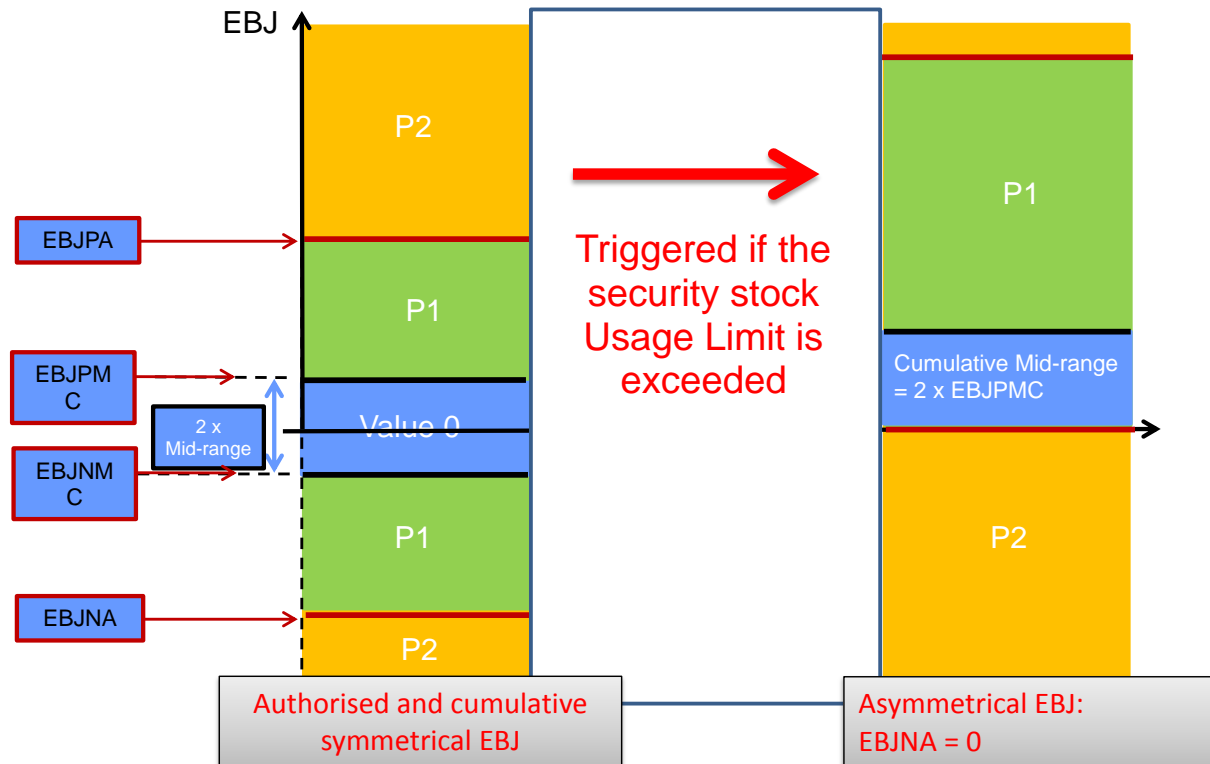 EBJ
P2
EBJPA
P1
EBJPM
C
2 x
Mid-range
Value 0
EBJNM
C
P1
EBJNA
P2
Authorised and cumulative
symmetrical EBJ
Triggered if the
security stock
Usage Limit is
exceeded
P1
Cumulative Mid-range
= 2 x EBJPMC
P2
Asymmetrical EBJ:
EBJNA = 0